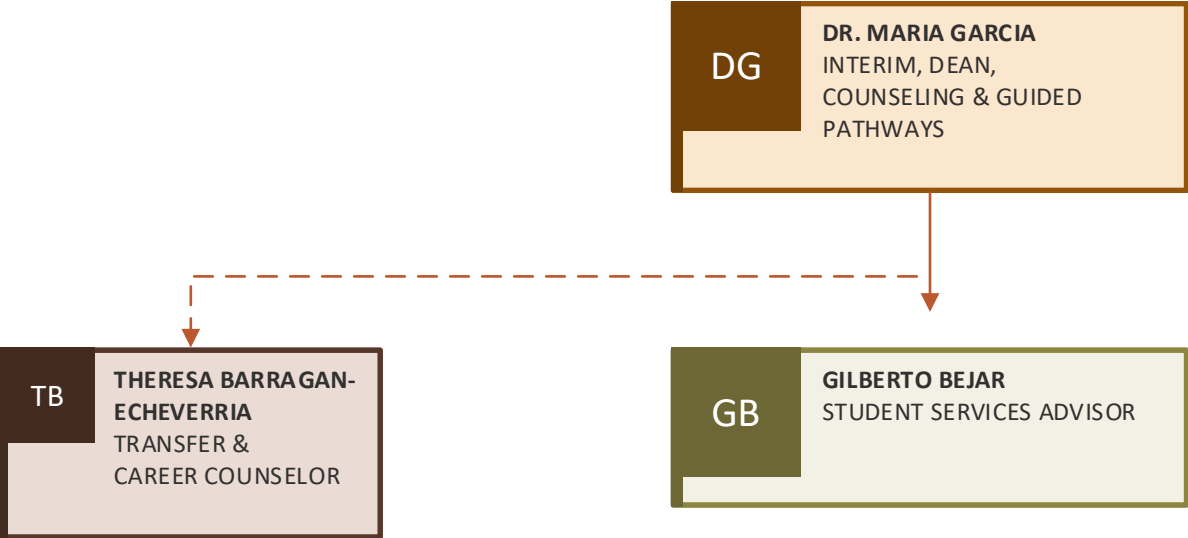 DG
DR. MARIA GARCIA
INTERIM, DEAN,
COUNSELING & GUIDED
PATHWAYS
TB
THERESA BARRAGAN-
ECHEVERRIA
TRANSFER &
CAREER COUNSELOR
GB
GILBERTO BEJAR
STUDENT SERVICES ADVISOR